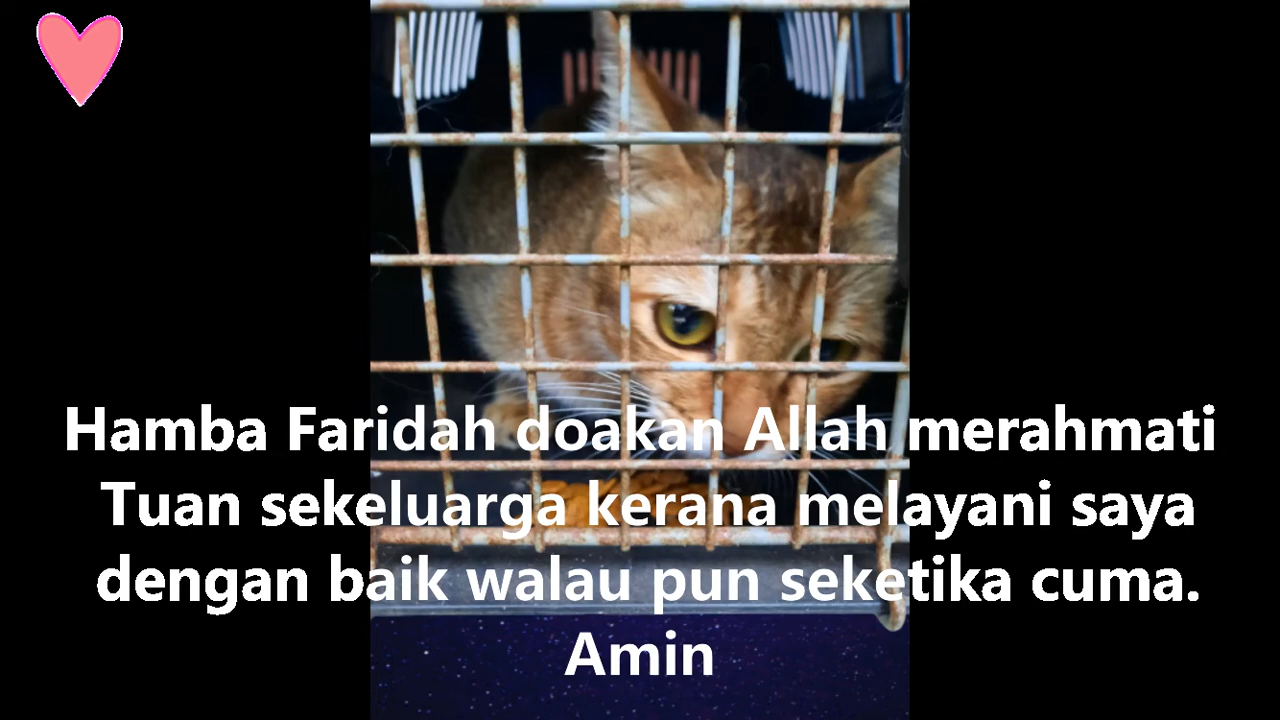 Hamba Faridah doakan Allah merahmati
Tuan sekeluarga kerana melayani saya
dengan baik walau pun seketika cuma.
Amin